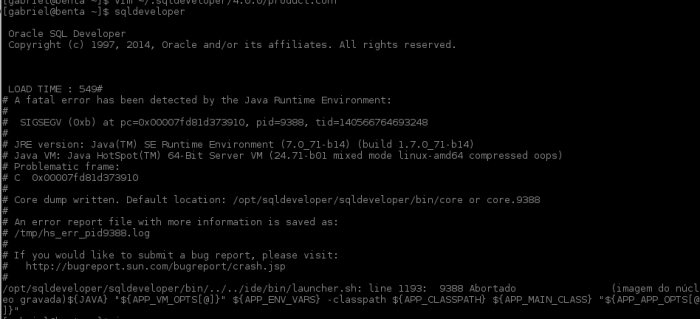 [gabriel@benta ~]$ vim ~/.sqldeveloper/4.0.0/product.conf
[gabriel@benta ~]$ sqldeveloper
Oracle SQL Developer
Copyright (c) 1997, 2014, Oracle and/or its affiliates. All rights reserved.
LOAD TIME : 549#
# A fatal error has been detected by the Java Runtime Environment:
#
#  SIGSEGV (0xb) at pc=0x00007fd81d373910, pid=9388, tid=140566764693248
#
# JRE version: Java(TM) SE Runtime Environment (7.0_71-b14) (build 1.7.0_71-b14)
# Java VM: Java HotSpot(TM) 64-Bit Server VM (24.71-b01 mixed mode linux-amd64 compressed oops)
# Problematic frame:
# C  0x00007fd81d373910
#
# Core dump written. Default location: /opt/sqldeveloper/sqldeveloper/bin/core or core.9388
#
# An error report file with more information is saved as:
# /tmp/hs_err_pid9388.log
#
# If you would like to submit a bug report, please visit:
#   http://bugreport.sun.com/bugreport/crash.jsp
#
/opt/sqldeveloper/sqldeveloper/bin/../../ide/bin/launcher.sh: line 1193:  9388 Abortado                (imagem do núcl
eo gravada)${JAVA} "${APP_VM_OPTS[@]}" ${APP_ENV_VARS} -classpath ${APP_CLASSPATH} ${APP_MAIN_CLASS} "${APP_APP_OPTS[@
]}"